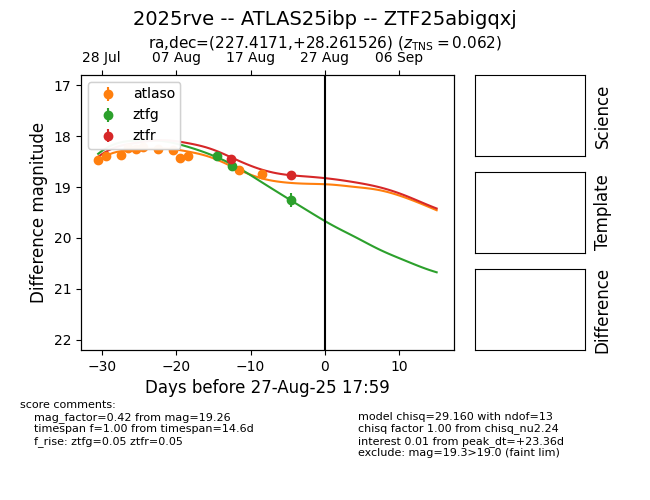 2025rve -- ATLAS25ibp -- ZTF25abigqxj
ra,dec=(227.4171,+28.261526) (z_TNS = 0.062)
28 Jul 07 Aug 17 Aug 27 Aug 06 Sep
atlaso
ztfg
ztfr
17
18
19
20
21
22
Difference magnitude
−30 −20 −10 0 10
Days before 27-Aug-25 17:59
Science
Template
Difference
score comments:
mag_factor=0.42 from mag=19.26
timespan f=1.00 from timespan=14.6d
f_rise: ztfg=0.05 ztfr=0.05
model chisq=29.160 with ndof=13
chisq factor 1.00 from chisq_nu2.24
interest 0.01 from peak_dt=+23.36d
exclude: mag=19.3>19.0 (faint lim)